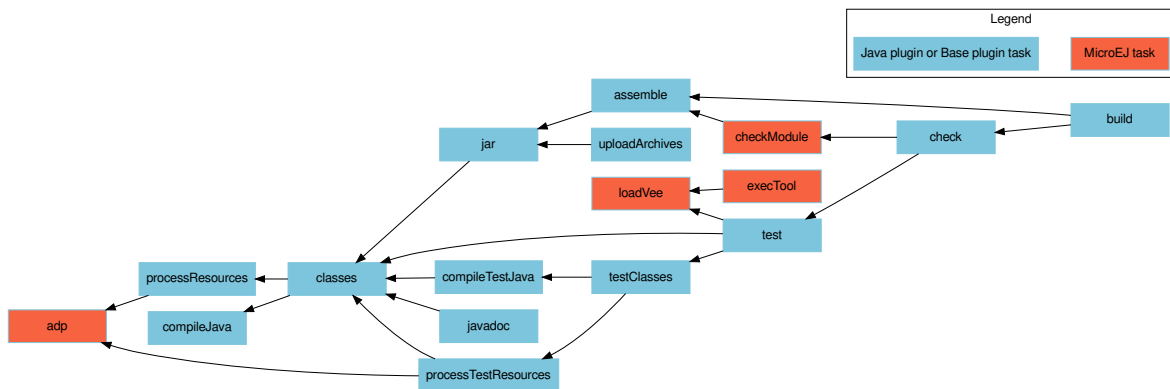 Legend
Java plugin or Base plugin task
MicroEJ task
assemble
build
checkModule
check
jar
uploadArchives
loadVee
execTool
test
processResources
classes
compileTestJava
testClasses
adp
compileJava
javadoc
processTestResources